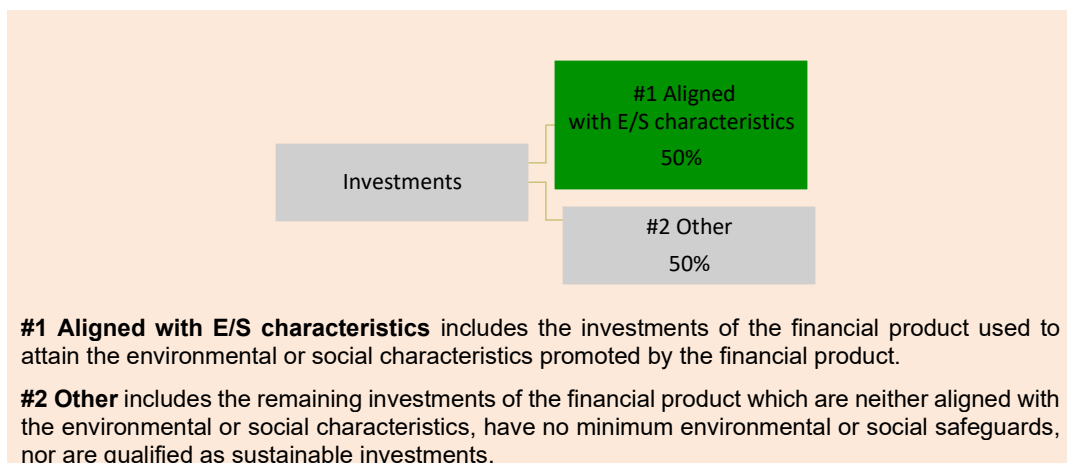 #1 Aligned
with E/S characteristics
50%
Investments
#2 Other
50%
#1 Aligned with E/S characteristics includes the investments of the financial product used to
attain the environmental or social characteristics promoted by the financial product.
#2 Other includes the remaining investments of the financial product which are neither aligned with
the environmental or social characteristics, have no minimum environmental or social safeguards,
nor are qualified as sustainable investments.